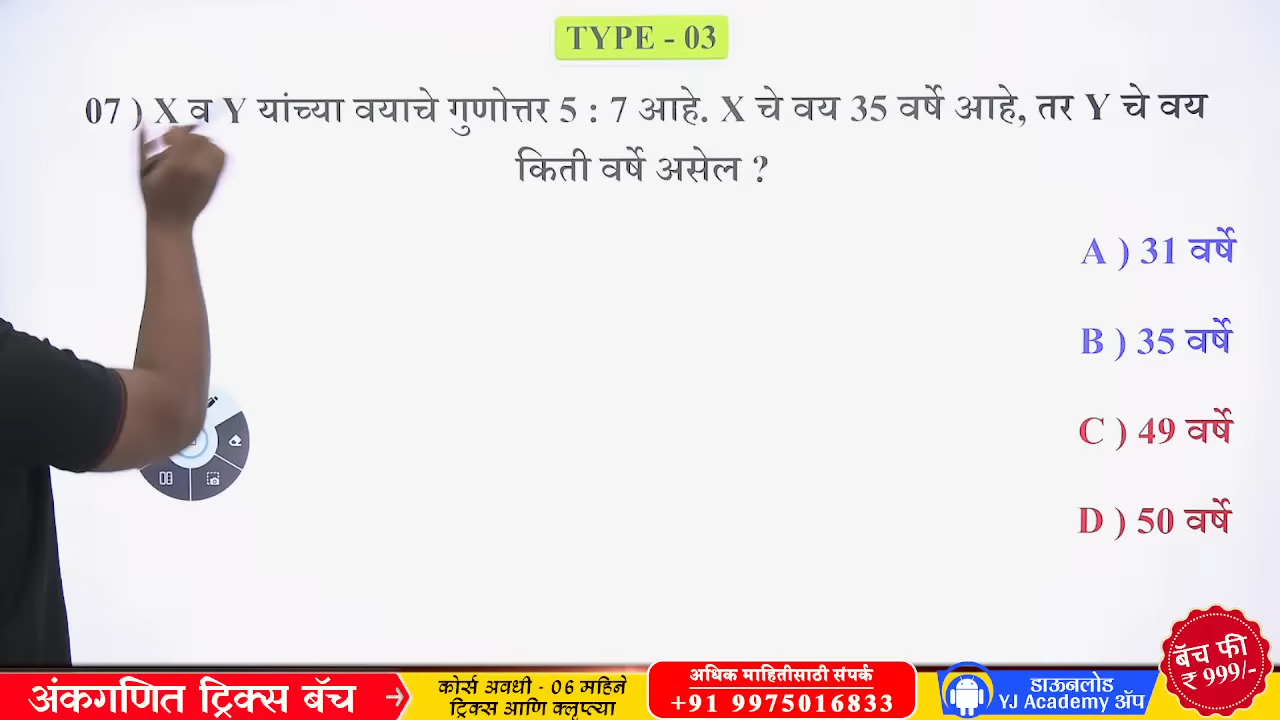 TYPE - 03
07 ) X व Y यांच्या वयाचे गुणोत्तर 5 : 7 आहे. X चे वय 35 वर्षे आहे, तर Y चे वय
किती वर्षे असेल ?
A ) 31 वर्षे
B ) 35 वर्षे
C ) 49 वर्षे
D ) 50 वर्षे
बॅच फी
₹ 999/-
अंकगणित ट्रिक्स बॅच
कोर्स अवधी - 06 महिने
ट्रिक्स आणि क्लृप्त्या
अधिक माहितीसाठी संपर्क
+91 9975016833
डाऊनलोड
YJ Academy ॲप